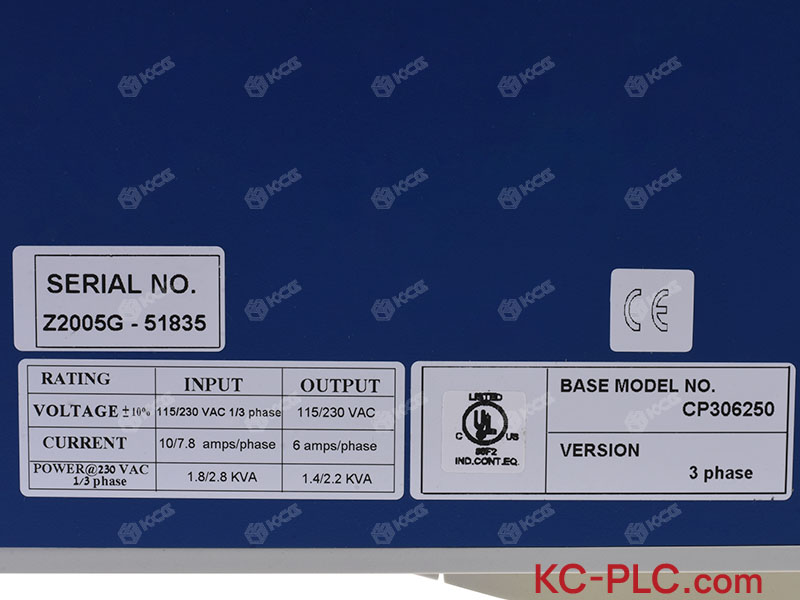 SERIAL NO.
Z2005G - 51835
CE
RATING INPUT OUTPUT
VOLTAGE ±10% 115/230 VAC 1/3 phase 115/230 VAC
CURRENT 10/7.8 amps/phase 6 amps/phase
POWER@230 VAC 1/3 phase 1.8/2.8 KVA 1.4/2.2 KVA
LISTED
C UL US
IND.CONT.EQ.
BASE MODEL NO.
CP306250
VERSION
3 phase
KC-PLC.com